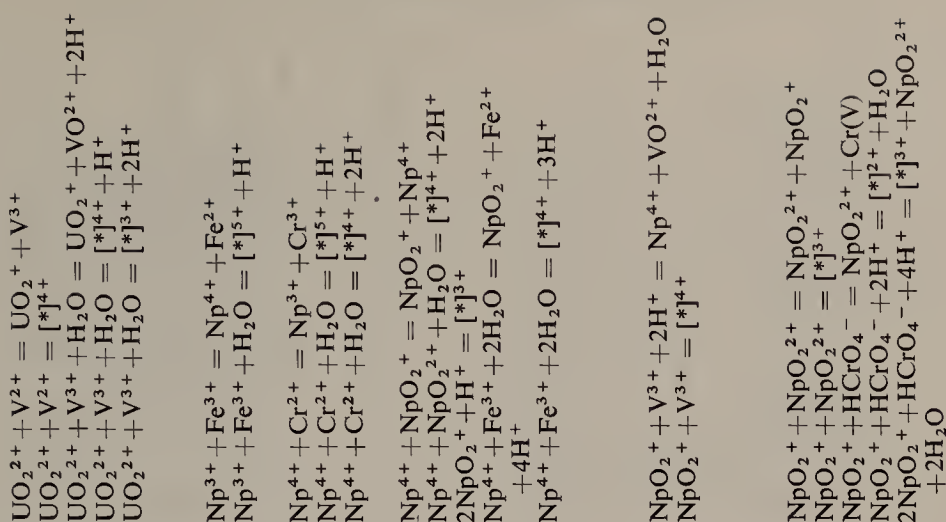 UO₂²⁺ + V²⁺ = UO₂⁺ + V³⁺
UO₂²⁺ + V²⁺ = [*]⁴⁺
UO₂²⁺ + V³⁺ + H₂O = UO₂⁺ + VO²⁺ + 2H⁺
UO₂²⁺ + V³⁺ + H₂O = [*]⁴⁺ + H⁺
UO₂²⁺ + V³⁺ + H₂O = [*]³⁺ + 2H⁺
Np³⁺ + Fe³⁺ = Np⁴⁺ + Fe²⁺
Np³⁺ + Fe³⁺ + H₂O = [*]⁵⁺ + H⁺
Np⁴⁺ + Cr²⁺ = Np³⁺ + Cr³⁺
Np⁴⁺ + Cr²⁺ + H₂O = [*]⁵⁺ + H⁺
Np⁴⁺ + Cr²⁺ + H₂O = [*]⁴⁺ + 2H⁺
Np⁴⁺ + NpO₂⁺ = NpO₂⁺ + Np⁴⁺
Np⁴⁺ + NpO₂²⁺ + H₂O = [*]⁴⁺ + 2H⁺
2NpO₂⁺ + H⁺ = [*]³⁺
Np⁴⁺ + Fe³⁺ + 2H₂O = NpO₂⁺ + Fe²⁺
+ 4H⁺
Np⁴⁺ + Fe³⁺ + 2H₂O = [*]⁴⁺ + 3H⁺
NpO₂⁺ + V³⁺ + 2H⁺ = Np⁴⁺ + VO²⁺ + H₂O
NpO₂⁺ + V³⁺ = [*]⁴⁺
NpO₂⁺ + NpO₂²⁺ = NpO₂²⁺ + NpO₂⁺
NpO₂⁺ + NpO₂²⁺ = [*]³⁺
NpO₂⁺ + HCrO₄⁻ = NpO₂²⁺ + Cr(V)
NpO₂⁺ + HCrO₄⁻ + 2H⁺ = [*]²⁺ + H₂O
2NpO₂⁺ + HCrO₄⁻ + 4H⁺ = [*]³⁺ + NpO₂²⁺
+ 2H₂O